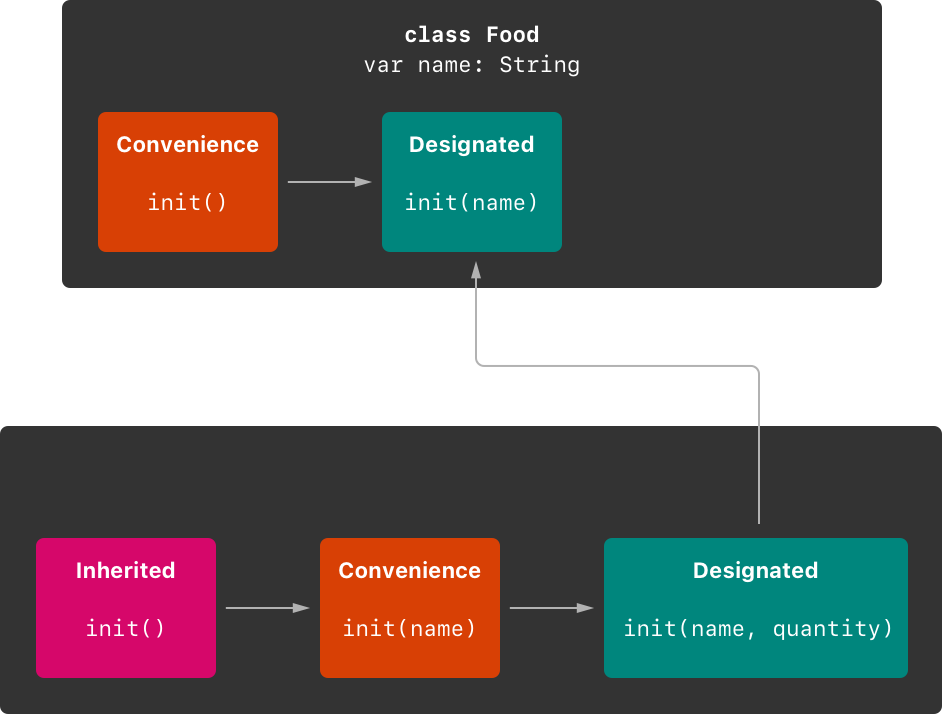 class Food
var name: String
Convenience
init()
Designated
init(name)
Inherited
init()
Convenience
init(name)
Designated
init(name, quantity)